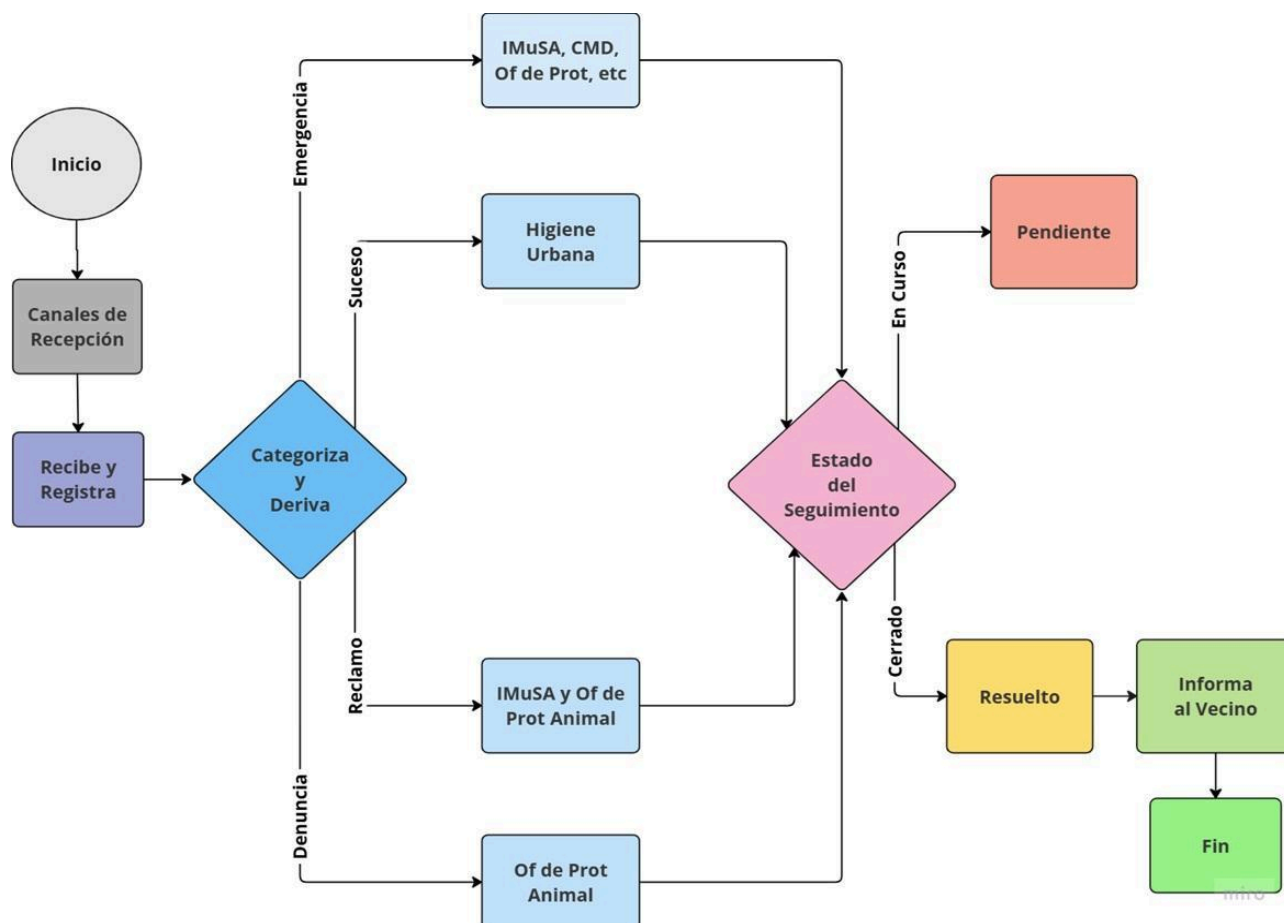 Inicio
Canales de
Recepción
Recibe y
Registra
Categoriza
y
Deriva
Emergencia
IMuSA, CMD,
Of de Prot, etc
Suceso
Higiene
Urbana
Reclamo
IMuSA y Of de
Prot Animal
Denuncia
Of de Prot
Animal
Estado
del
Seguimiento
En Curso
Pendiente
Cerrado
Resuelto
Informa
al Vecino
Fin
miro